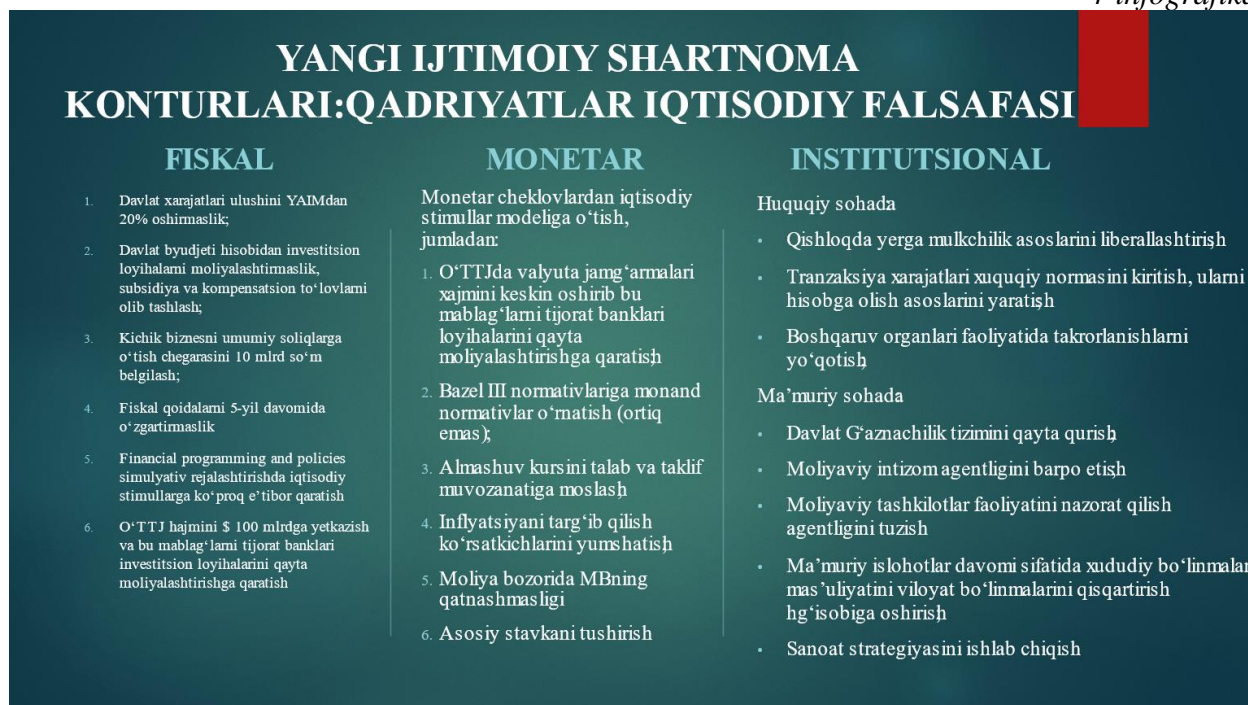 YANGI IJTIMOIY SHARTNOMA
KONTURLARI:QADRIYATLAR IQTISODIY FALSAFASI
FISKAL
1. Davlat xarajatlari ulushini YAIMdan
20% oshirmaslik;
2. Davlat byudjeti hisobidan investitsion
loyihalarni moliyalashtirmaslik,
subsidiya va kompensatsion to‘lovlarni
olib tashlash;
3. Kichik biznesni umumiy soliqlarga
o‘tish chegarasini 10 mlrd so‘m
belgilash;
4. Fiskal qoidalarni 5-yil davomida
o‘zgartirmaslik
5. Financial programming and policies
simulyativ rejalashtirishda iqtisodiy
stimullarga ko‘proq e’tibor qaratish
6. O‘TTJ hajmini $ 100 mlrdga yetkazish
va bu mablag‘larni tijorat banklari
investitsion loyihalarini qayta
moliyalashtirishga qaratish
MONETAR
Monetar cheklovlardan iqtisodiy
stimullar modeliga o‘tish,
jumladan:
1. O‘TTJda valyuta jamg‘armalari
xajmini keskin oshirib bu
mablag‘larni tijorat banklari
loyihalarini qayta
moliyalashtirishga qaratish;
2. Bazel III normativlariga monand
normativlar o‘rnatish (ortiq
emas);
3. Almashuv kursini talab va taklif
muvozanatiga moslash;
4. Inflyatsiyani targ‘ib qilish
ko‘rsatkichlarini yumshatish;
5. Moliya bozorida MBning
qatnashmasligi
6. Asosiy stavkani tushirish
INSTITUTSIONAL
Huquqiy sohada:
• Qishloqda yerga mulkchilik asoslarini liberallashtirish;
• Tranzaksiya xarajatlari xuquqiy normasini kiritish, ularni
hisobga olish asoslarini yaratish;
• Boshqaruv organlari faoliyatida takrorlanishlarni
yo‘qotish;
Ma’muriy sohada:
• Davlat G‘aznachilik tizimini qayta qurish;
• Moliyaviy intizom agentligini barpo etish;
• Moliyaviy tashkilotlar faoliyatini nazorat qilish
agentligini tuzish
• Ma’muriy islohotlar davomi sifatida xududiy bo‘linmalar
mas’uliyatini viloyat bo‘linmalarini qisqartirish
hg‘isobiga oshirish;
• Sanoat strategiyasini ishlab chiqish